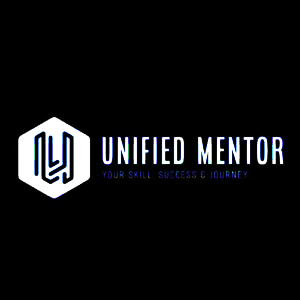 UNIFIED MENTOR
YOUR SKILL, SUCCESS & JOURNEY